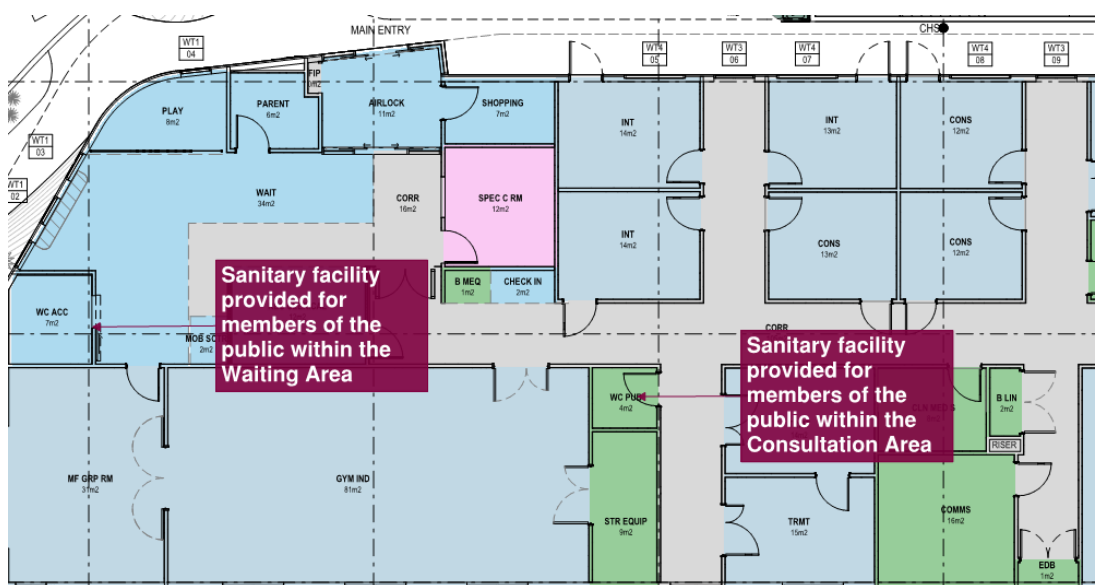 MAIN ENTRY
CHS
WT1
04
WT4
05
WT3
06
WT4
07
WT4
08
WT3
09
FIP
PLAY
8m2
PARENT
6m2
AIRLOCK
11m2
SHOPPING
7m2
INT
14m2
INT
13m2
CONS
12m2
WT1
03
WT1
02
WAIT
34m2
CORR
16m2
SPEC C RM
12m2
INT
14m2
CONS
13m2
CONS
12m2
B MEQ
1m2
CHECK IN
2m2
WC ACC
7m2
MOB SC
2m2
Sanitary facility
provided for
members of the
public within the
Waiting Area
CORR
Sanitary facility
provided for
members of the
public within the
Consultation Area
WC PUB
4m2
B LIN
2m2
RISER
MF GRP RM
31m2
GYM IND
81m2
STR EQUIP
9m2
TRMT
15m2
COMMS
16m2
EDB
1m2